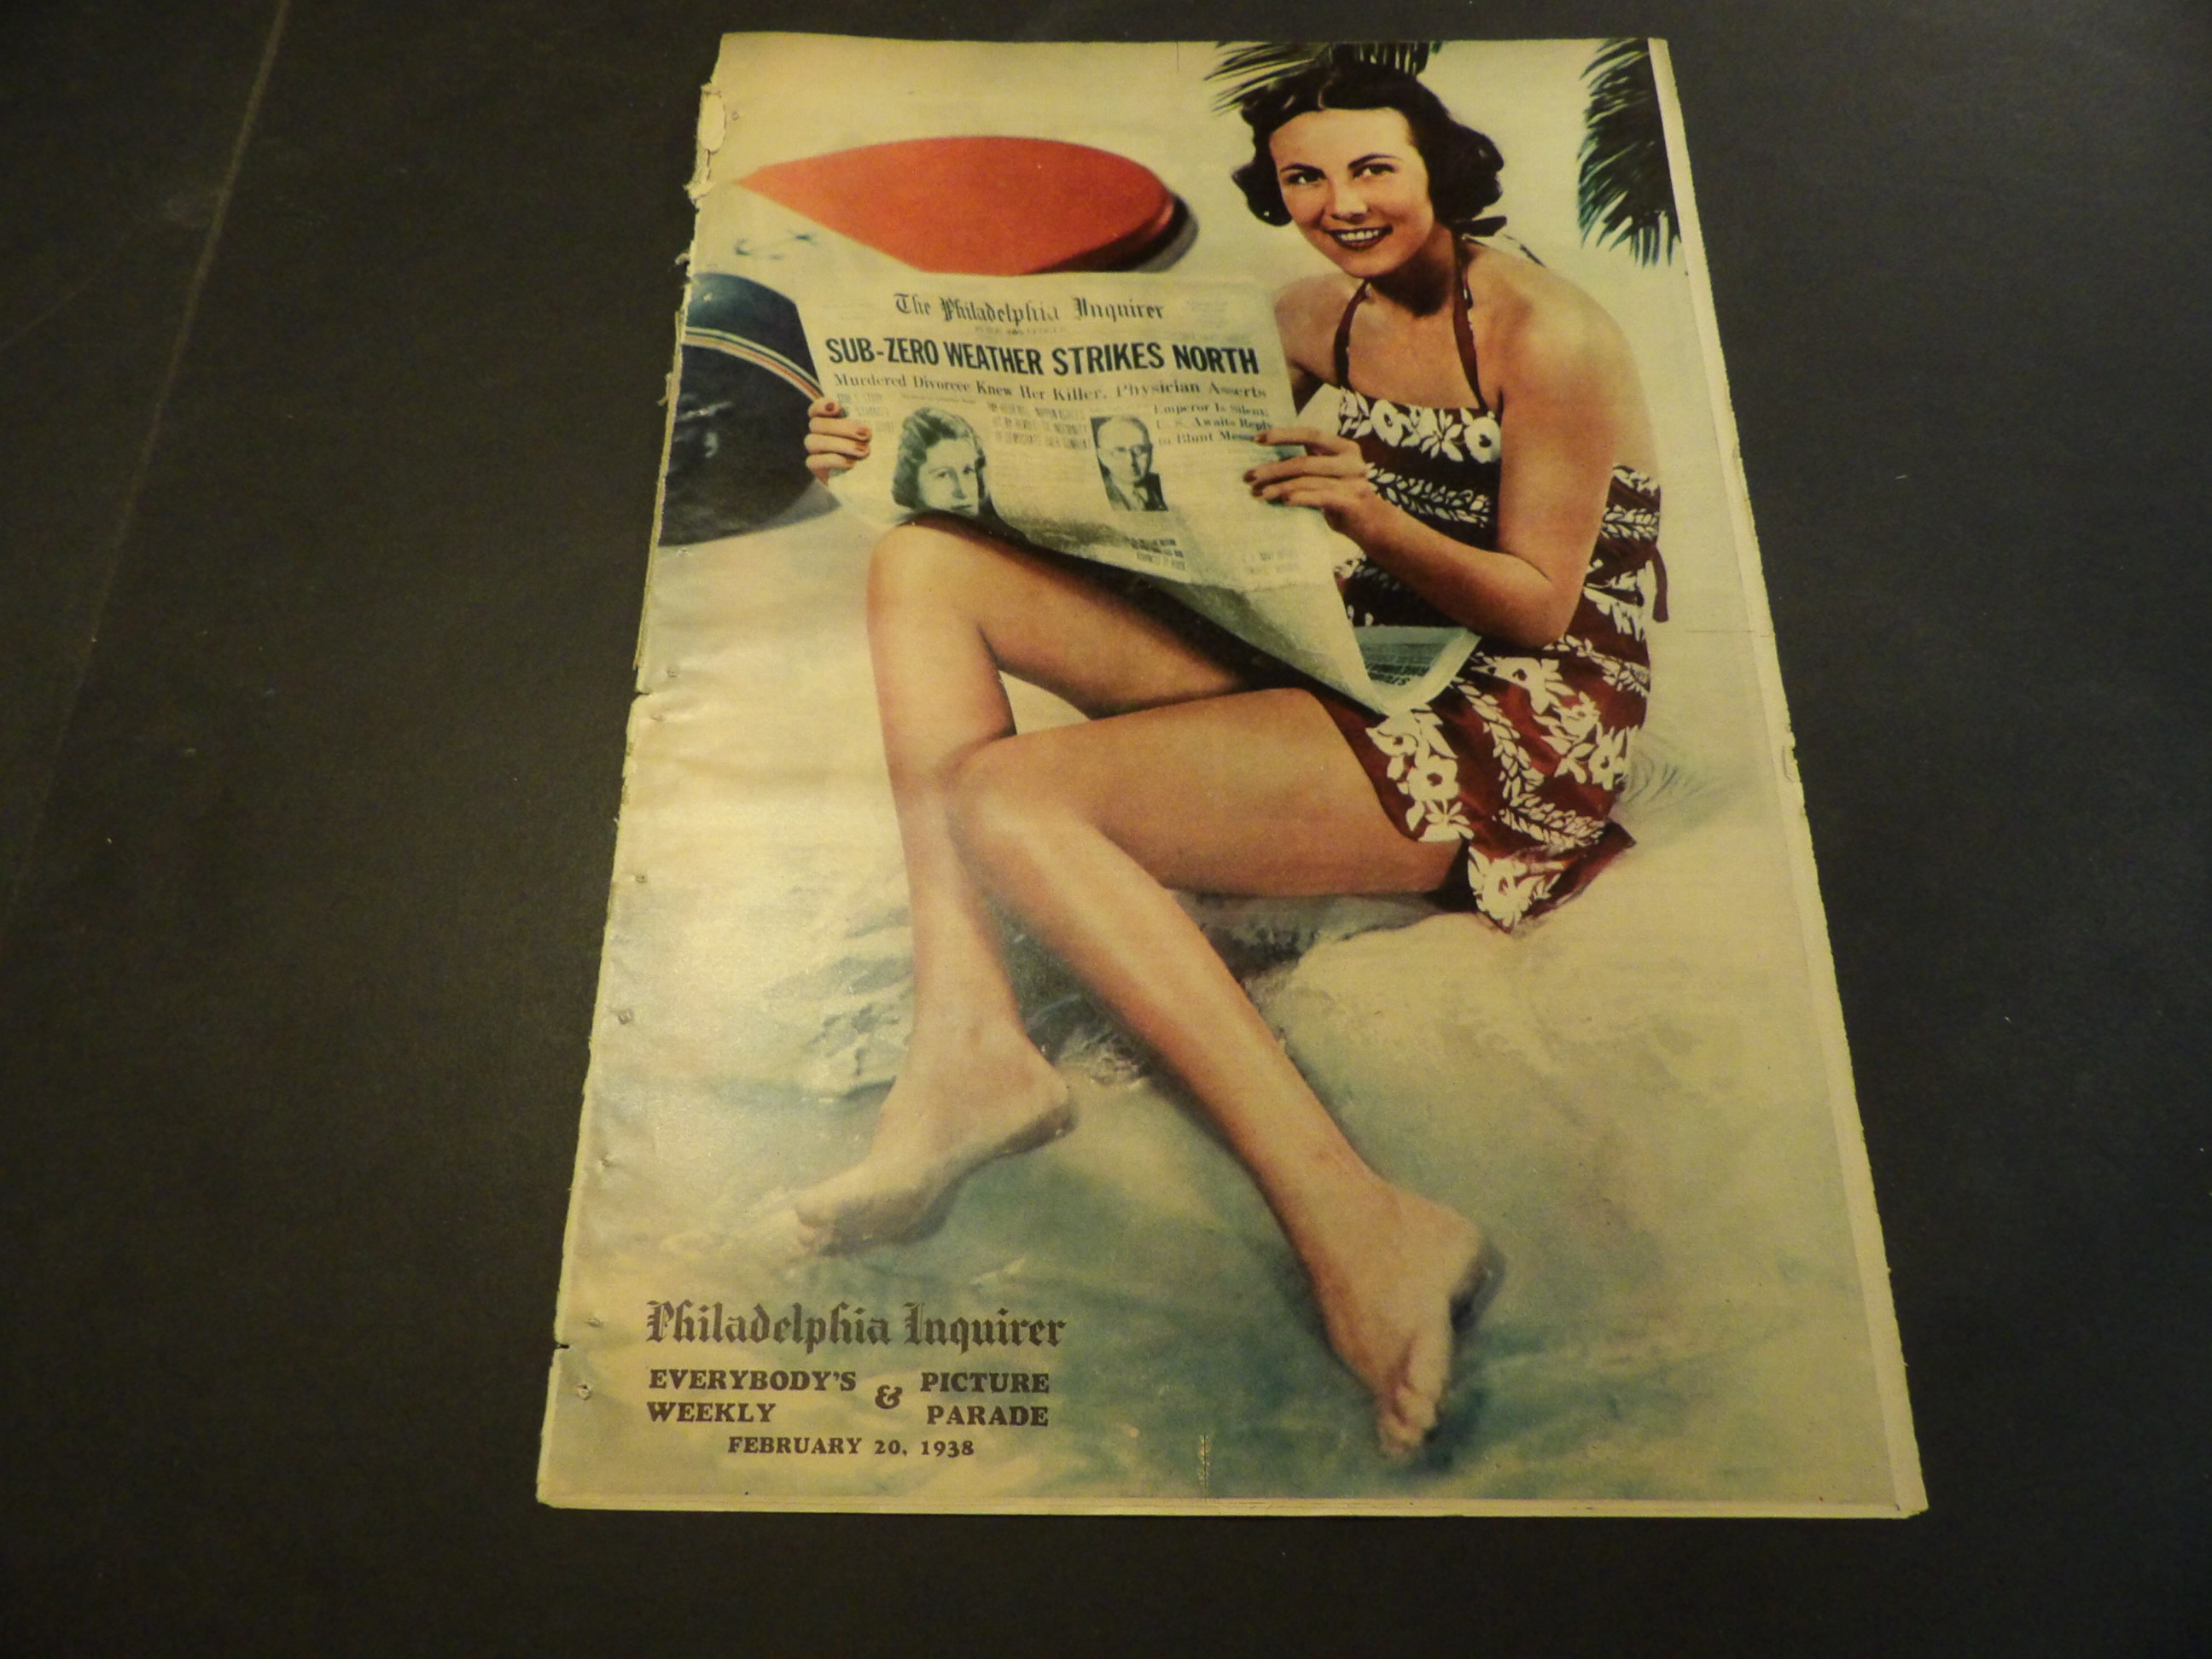 The Philadelphia Inquirer
SUB-ZERO WEATHER STRIKES NORTH
Murdered Divorcee Knew Her Killer, Physician Asserts
Emperor Is Silent,
U. S. Awaits Reply
to Blunt
Philadelphia Inquirer
EVERYBODY'S & PICTURE
WEEKLY PARADE
FEBRUARY 20, 1938